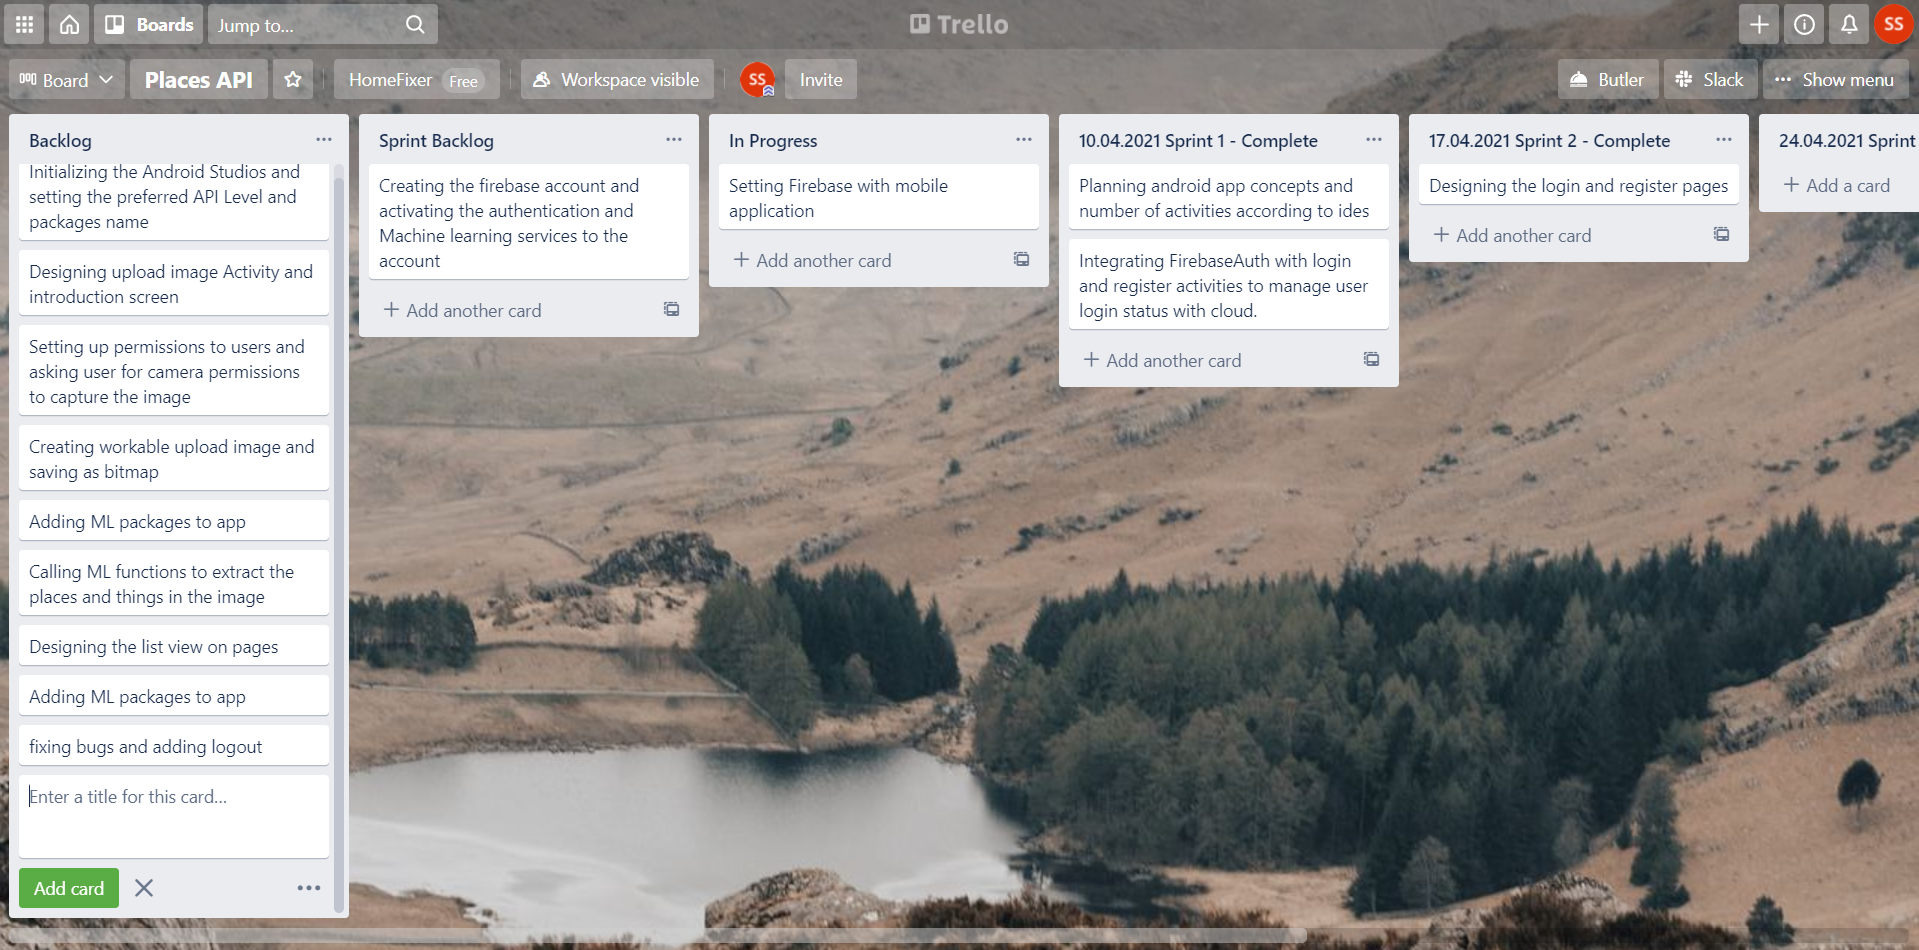 Boards
Jump to...
Trello
SS
Board
Places API
HomeFixer Free
Workspace visible
SS
Invite
Butler
Slack
Show menu
Backlog
Initializing the Android Studios and
setting the preferred API Level and
packages name
Designing upload image Activity and
introduction screen
Setting up permissions to users and
asking user for camera permissions
to capture the image
Creating workable upload image and
saving as bitmap
Adding ML packages to app
Calling ML functions to extract the
places and things in the image
Designing the list view on pages
Adding ML packages to app
fixing bugs and adding logout
Enter a title for this card...
Add card
Sprint Backlog
Creating the firebase account and
activating the authentication and
Machine learning services to the
account
Add another card
In Progress
Setting Firebase with mobile
application
Add another card
10.04.2021 Sprint 1 - Complete
Planning android app concepts and
number of activities according to ides
Integrating FirebaseAuth with login
and register activities to manage user
login status with cloud.
Add another card
17.04.2021 Sprint 2 - Complete
Designing the login and register pages
Add another card
24.04.2021 Sprint
Add a card